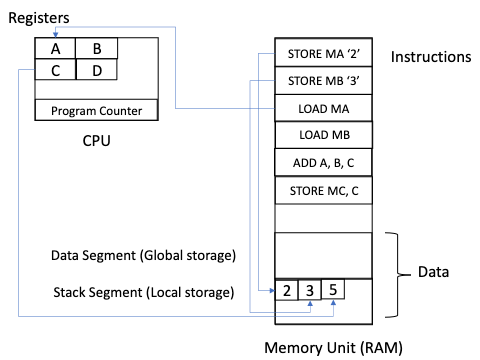 Registers
A B
C D
Program Counter
CPU
STORE MA ‘2’
STORE MB ‘3’
LOAD MA
LOAD MB
ADD A, B, C
STORE MC, C
Instructions
Data Segment (Global storage)
Stack Segment (Local storage)
2 3 5
Data
Memory Unit (RAM)